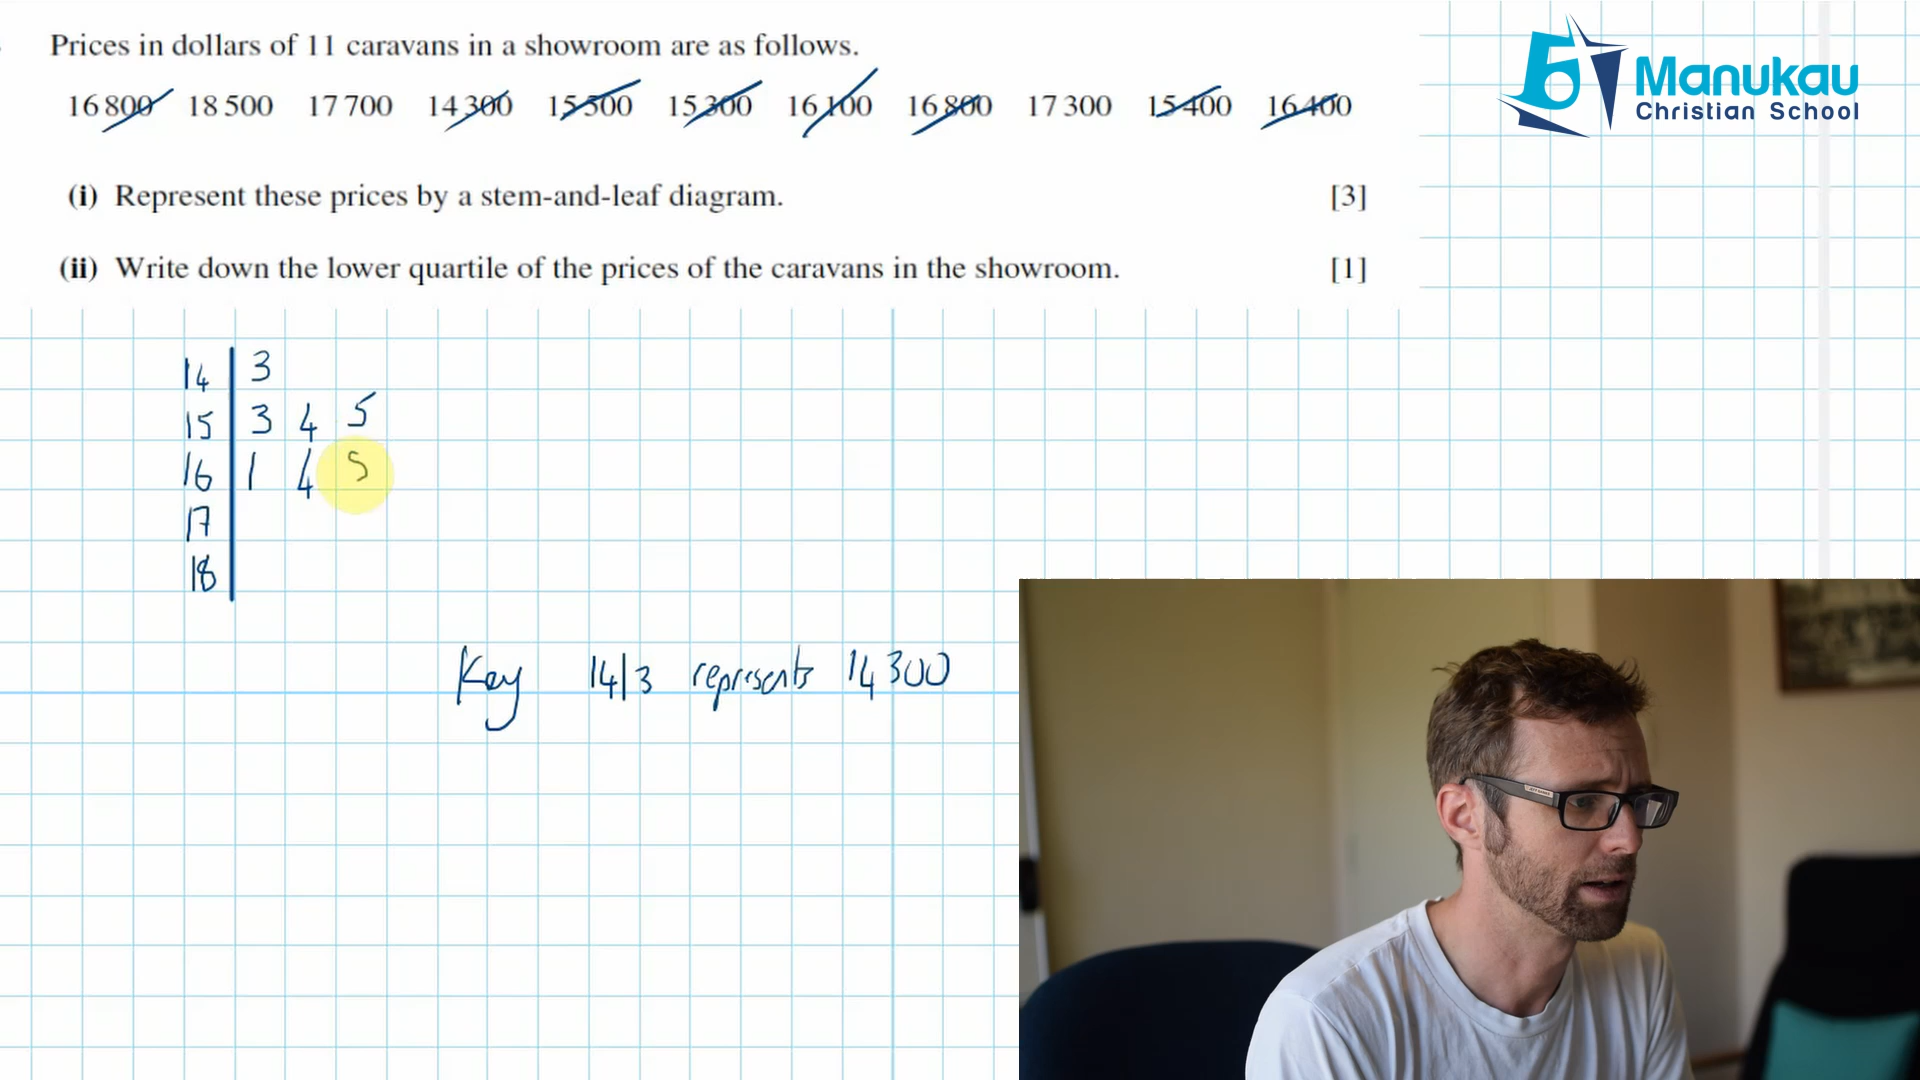 Prices in dollars of 11 caravans in a showroom are as follows.
16 800 18 500 17 700 14 300 15 500 15 300 16 100 16 800 17 300 15 400 16 400
(i) Represent these prices by a stem-and-leaf diagram. [3]
(ii) Write down the lower quartile of the prices of the caravans in the showroom. [1]
Manukau
Christian School
14 | 3
15 | 3 4 5
16 | 1 4 5
17 |
18 |
Key 14|3 represents 14 300